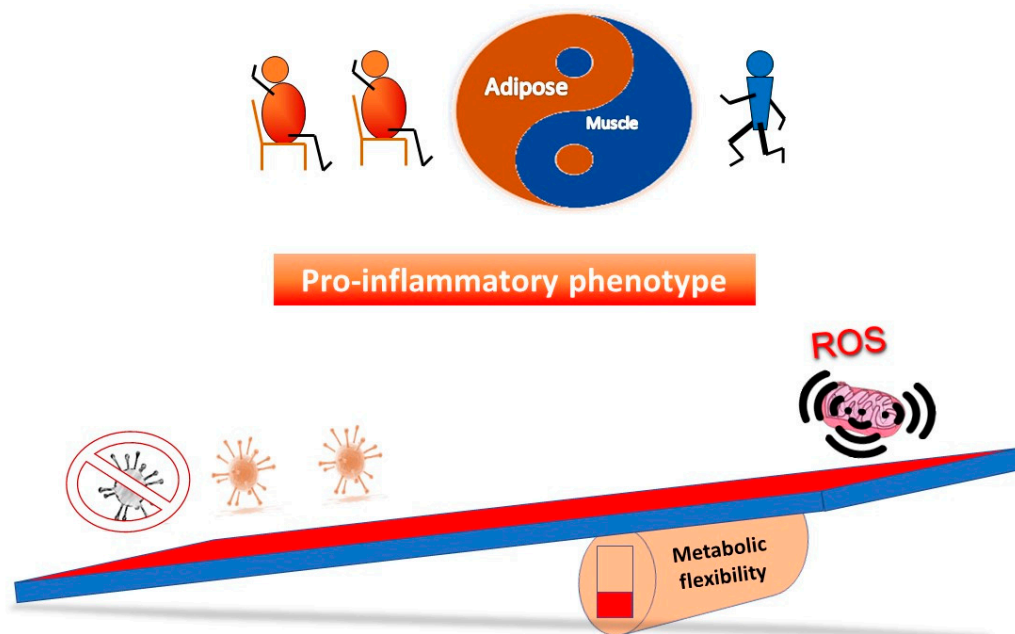 Adipose
Muscle
Pro-inflammatory phenotype
ROS
Metabolic
flexibility